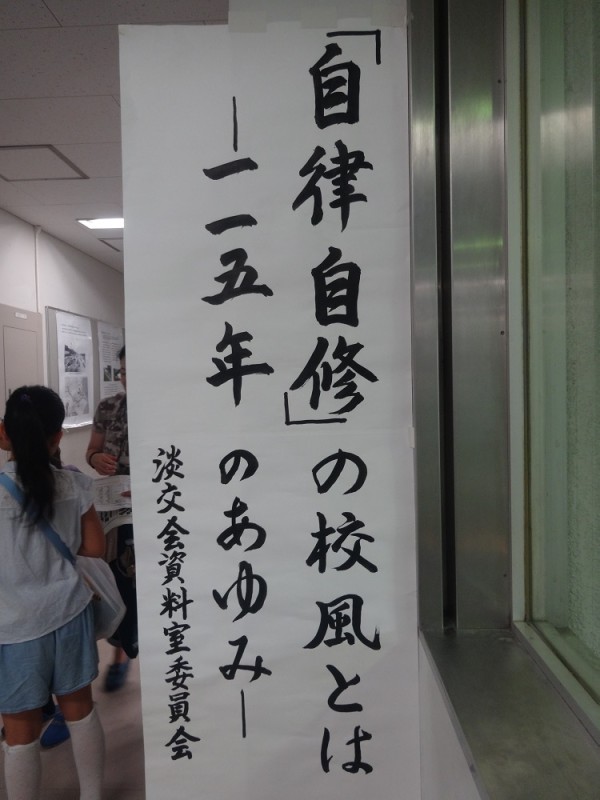 「自律自修」の校風とは
―一一五年のあゆみ―
淡交会資料室委員会